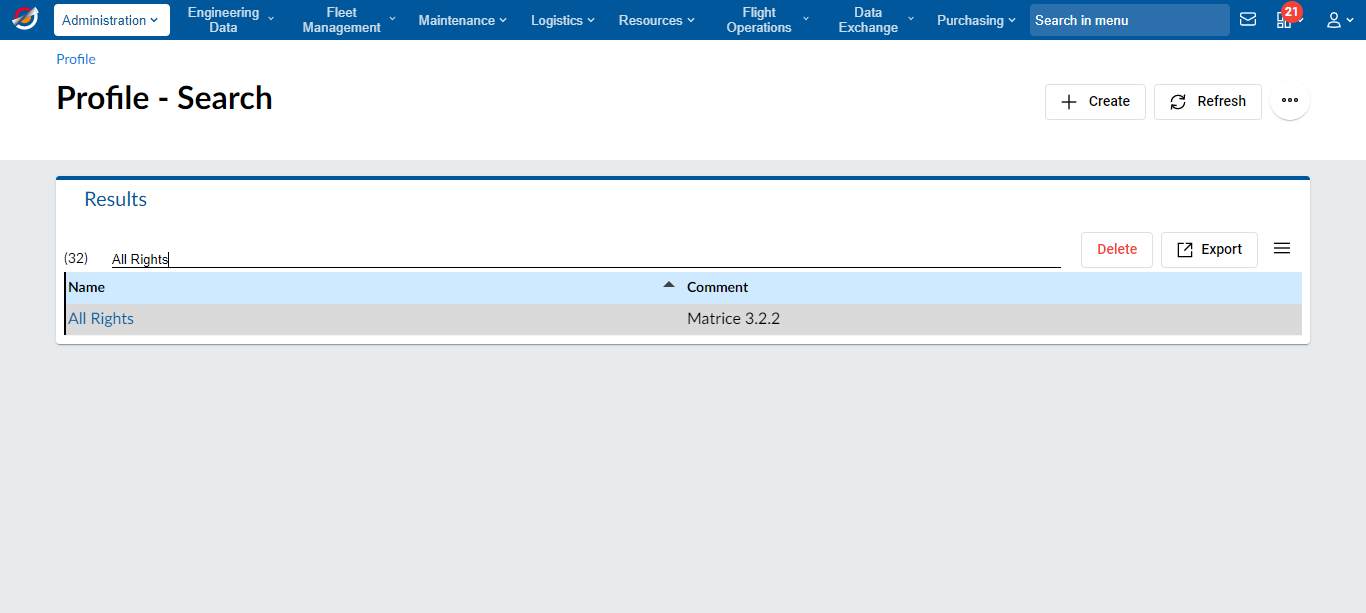 Administration
Engineering
Data
Fleet
Management
Maintenance
Logistics
Resources
Flight
Operations
Data
Exchange
Purchasing
Search in menu
21
Profile
Profile - Search
Create
Refresh
Results
(32)
All Rights
Delete
Export
Name
Comment
All Rights
Matrice 3.2.2